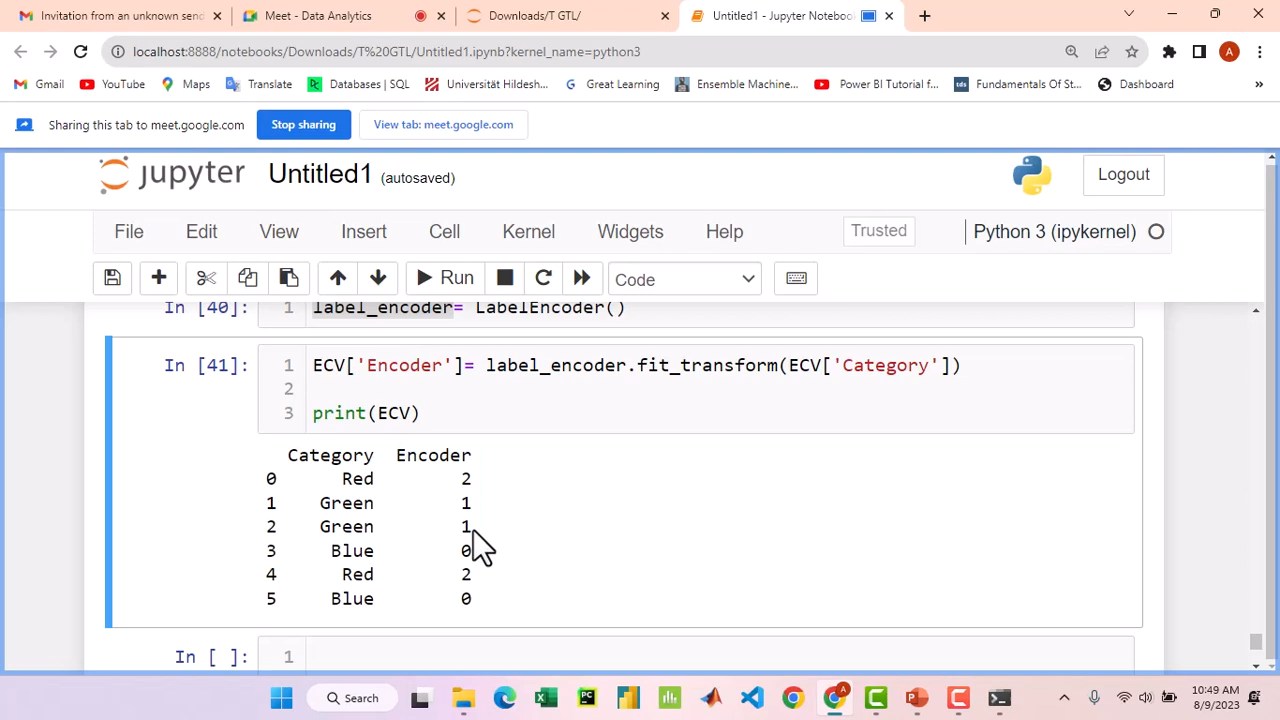 Invitation from an unknown send
Meet - Data Analytics
Downloads/T GTL/
Untitled1 - Jupyter Notebook
localhost:8888/notebooks/Downloads/T%20GTL/Untitled1.ipynb?kernel_name=python3
A
Gmail
YouTube
Maps
Translate
Databases | SQL
Universität Hildesh...
Great Learning
Ensemble Machine...
Power BI Tutorial f...
tds
Fundamentals Of St...
Dashboard
»
Sharing this tab to meet.google.com
Stop sharing
View tab: meet.google.com
jupyter Untitled1 (autosaved)
Logout
File Edit View Insert Cell Kernel Widgets Help
Trusted
Python 3 (ipykernel)
Run
Code
In [40]: 1 label_encoder= LabelEncoder()
In [41]: 1 ECV['Encoder']= label_encoder.fit_transform(ECV['Category'])
2
3 print(ECV)
Category Encoder
0 Red 2
1 Green 1
2 Green 1
3 Blue 0
4 Red 2
5 Blue 0
In [ ]: 1
Search
A
10:49 AM
8/9/2023